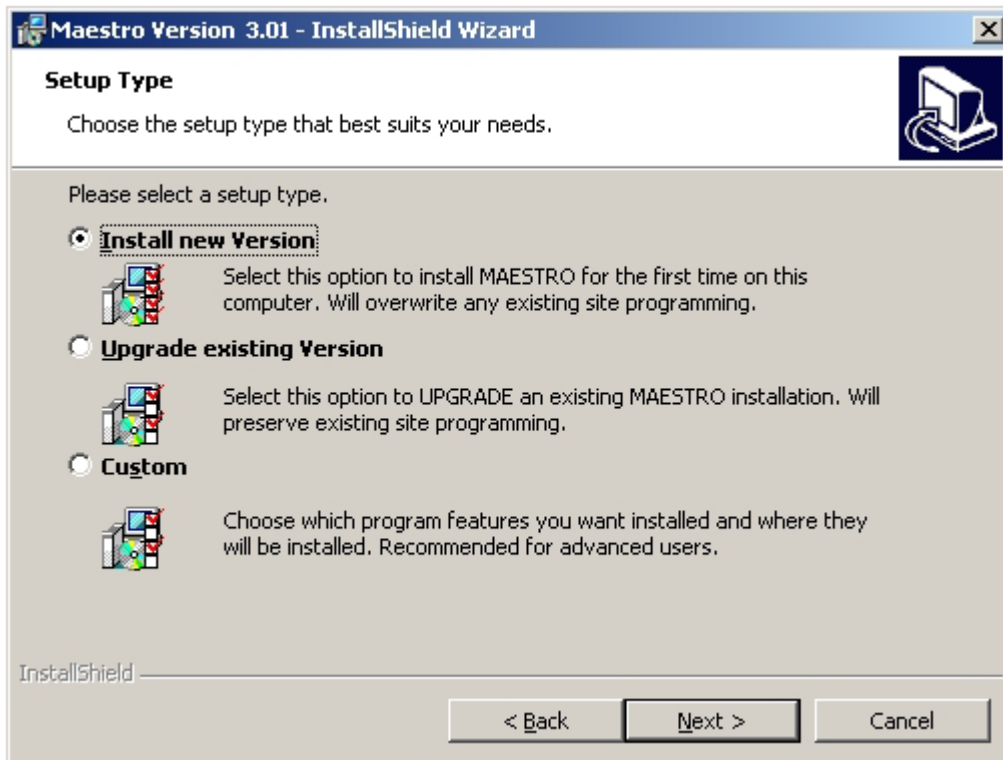 Maestro Version 3.01 - InstallShield Wizard
Setup Type
Choose the setup type that best suits your needs.
Please select a setup type.
Install new Version
Select this option to install MAESTRO for the first time on this
computer. Will overwrite any existing site programming.
Upgrade existing Version
Select this option to UPGRADE an existing MAESTRO installation. Will
preserve existing site programming.
Custom
Choose which program features you want installed and where they
will be installed. Recommended for advanced users.
InstallShield
< Back
Next >
Cancel